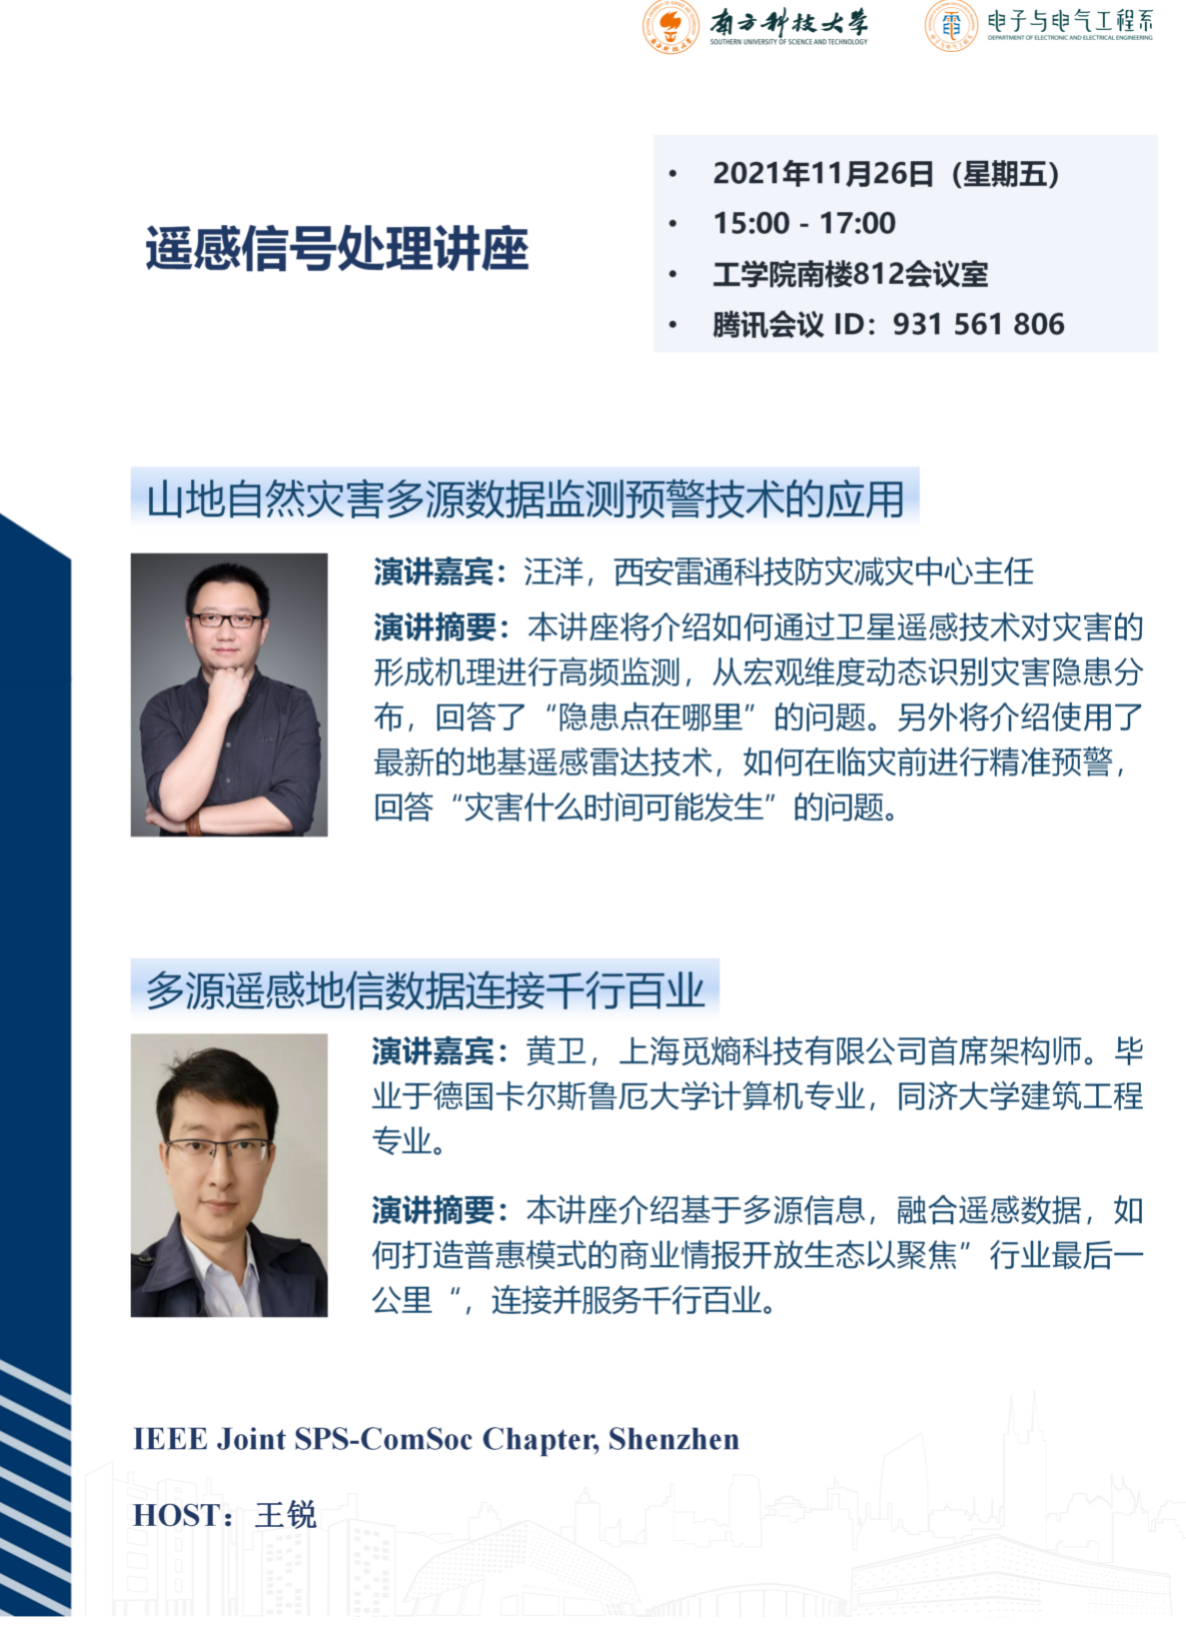 南方科技大学
SOUTHERN UNIVERSITY OF SCIENCE AND TECHNOLOGY
电子与电气工程系
DEPARTMENT OF ELECTRONIC AND ELECTRICAL ENGINEERING
遥感信号处理讲座
• 2021年11月26日（星期五）
• 15:00 - 17:00
• 工学院南楼812会议室
• 腾讯会议 ID：931 561 806
山地自然灾害多源数据监测预警技术的应用
演讲嘉宾：汪洋，西安雷通科技防灾减灾中心主任
演讲摘要：本讲座将介绍如何通过卫星遥感技术对灾害的
形成机理进行高频监测，从宏观维度动态识别灾害隐患分
布，回答了“隐患点在哪里”的问题。另外将介绍使用了
最新的地基遥感雷达技术，如何在临灾前进行精准预警，
回答“灾害什么时间可能发生”的问题。
多源遥感地信数据连接千行百业
演讲嘉宾：黄卫，上海觅熵科技有限公司首席架构师。毕
业于德国卡尔斯鲁厄大学计算机专业，同济大学建筑工程
专业。
演讲摘要：本讲座介绍基于多源信息，融合遥感数据，如
何打造普惠模式的商业情报开放生态以聚焦”行业最后一
公里“，连接并服务千行百业。
IEEE Joint SPS-ComSoc Chapter, Shenzhen
HOST：王锐